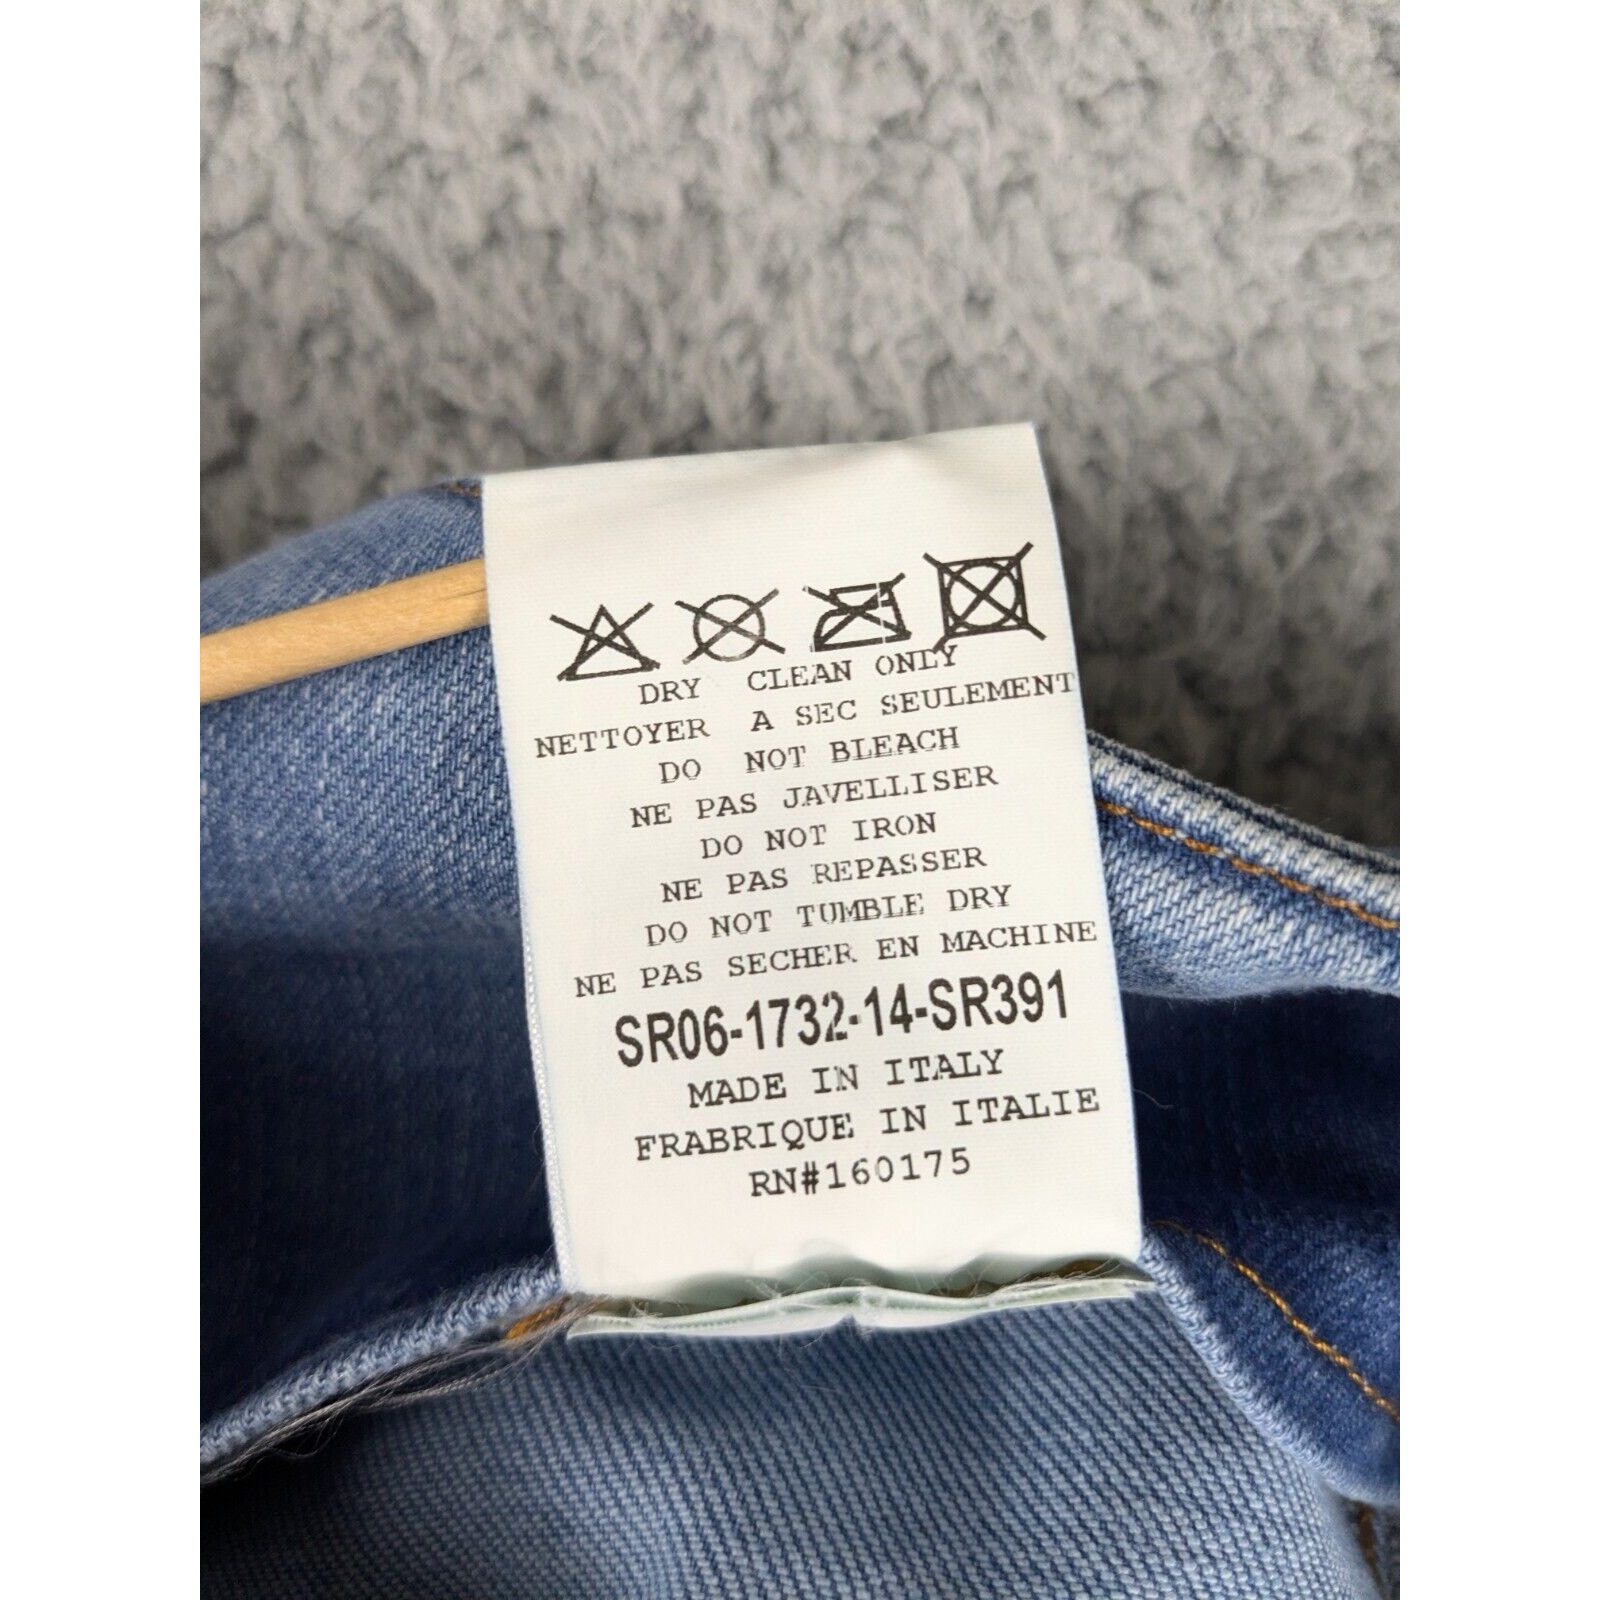 DRY CLEAN ONLY
NETTOYER A SEC SEULEMENT
DO NOT BLEACH
NE PAS JAVELLISER
DO NOT IRON
NE PAS REPASSER
DO NOT TUMBLE DRY
NE PAS SECHER EN MACHINE
SR06-1732-14-SR391
MADE IN ITALY
FRABRIQUE IN ITALIE
RN#160175